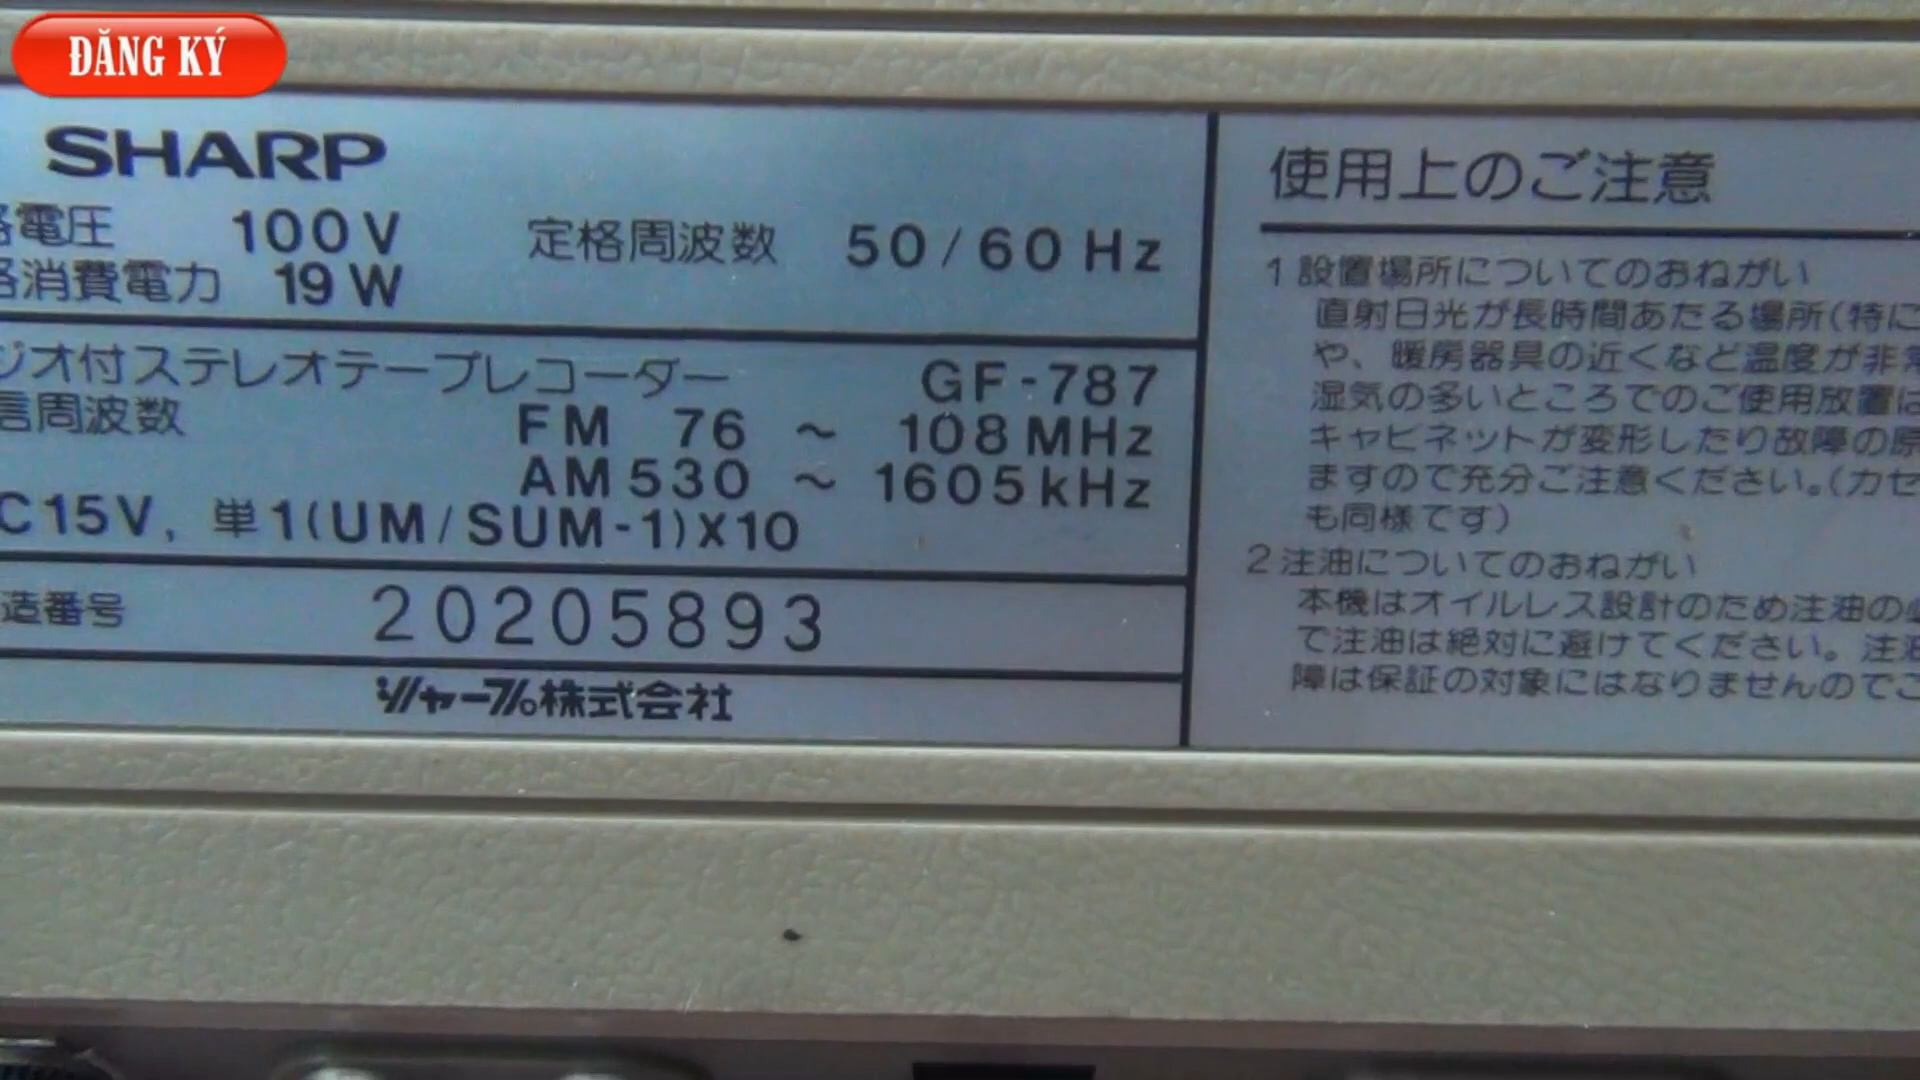 ĐĂNG KÝ
SHARP
電圧 100V 定格周波数 50/60 Hz
消費電力 19W
ジオ付ステレオテープレコーダー GF-787
信周波数 FM 76 ~ 108MHz
AM 530 ~ 1605kHz
C15V, 単1(UM/SUM-1)X10
造番号 20205893
シャープ株式会社
使用上のご注意
1 設置場所についてのおねがい
直射日光が長時間あたる場所(特に
や、暖房器具の近くなど温度が非常
湿気の多いところでのご使用放置は
キャビネットが変形したり故障の原
ますので充分ご注意ください。(カセ
も同様です)
2 注油についてのおねがい
本機はオイルレス設計のため注油の必
で注油は絶対に避けてください。注油
障は保証の対象にはなりませんのでご